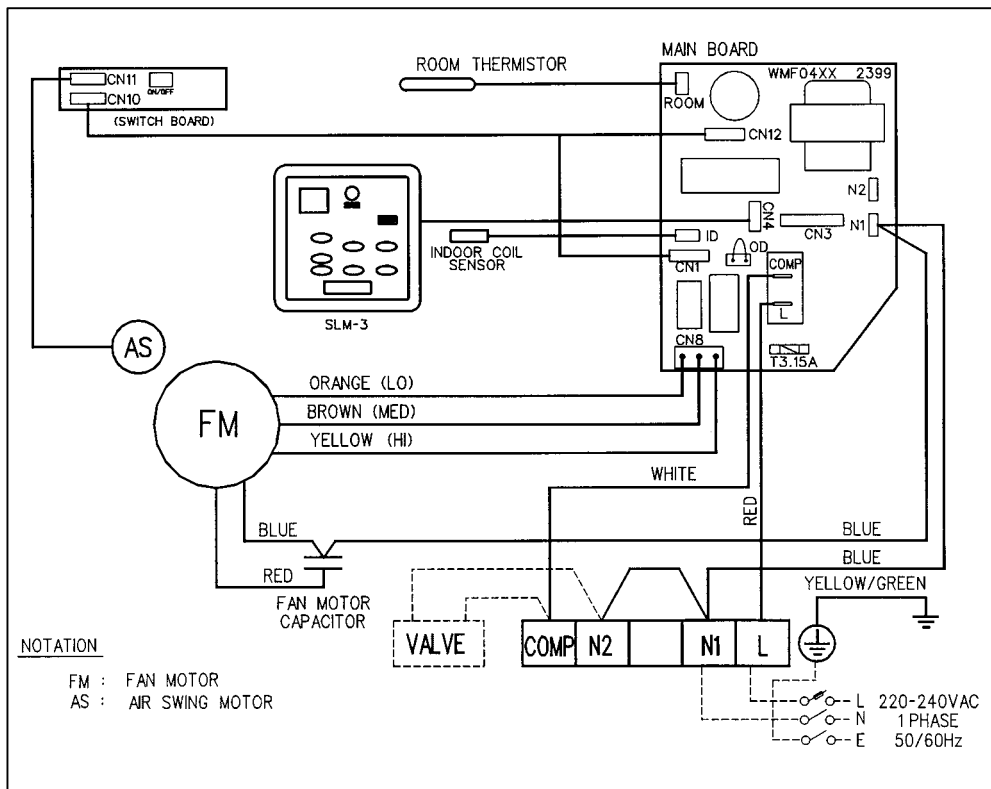 MAIN BOARD
ROOM THERMISTOR
WMF04XX 2399
CN11
ON/OFF
CN10
(SWITCH BOARD)
ROOM
CN12
N2
CN4
CN3
N1
ID
INDOOR COIL
SENSOR
OD
CN1
COMP
L
SLM-3
CN8
T3.15A
AS
ORANGE (LO)
BROWN (MED)
YELLOW (HI)
FM
WHITE
RED
BLUE
BLUE
BLUE
RED
YELLOW/GREEN
FAN MOTOR
CAPACITOR
VALVE
COMP N2 N1 L
NOTATION
FM : FAN MOTOR
AS : AIR SWING MOTOR
L 220-240VAC
N 1 PHASE
E 50/60Hz